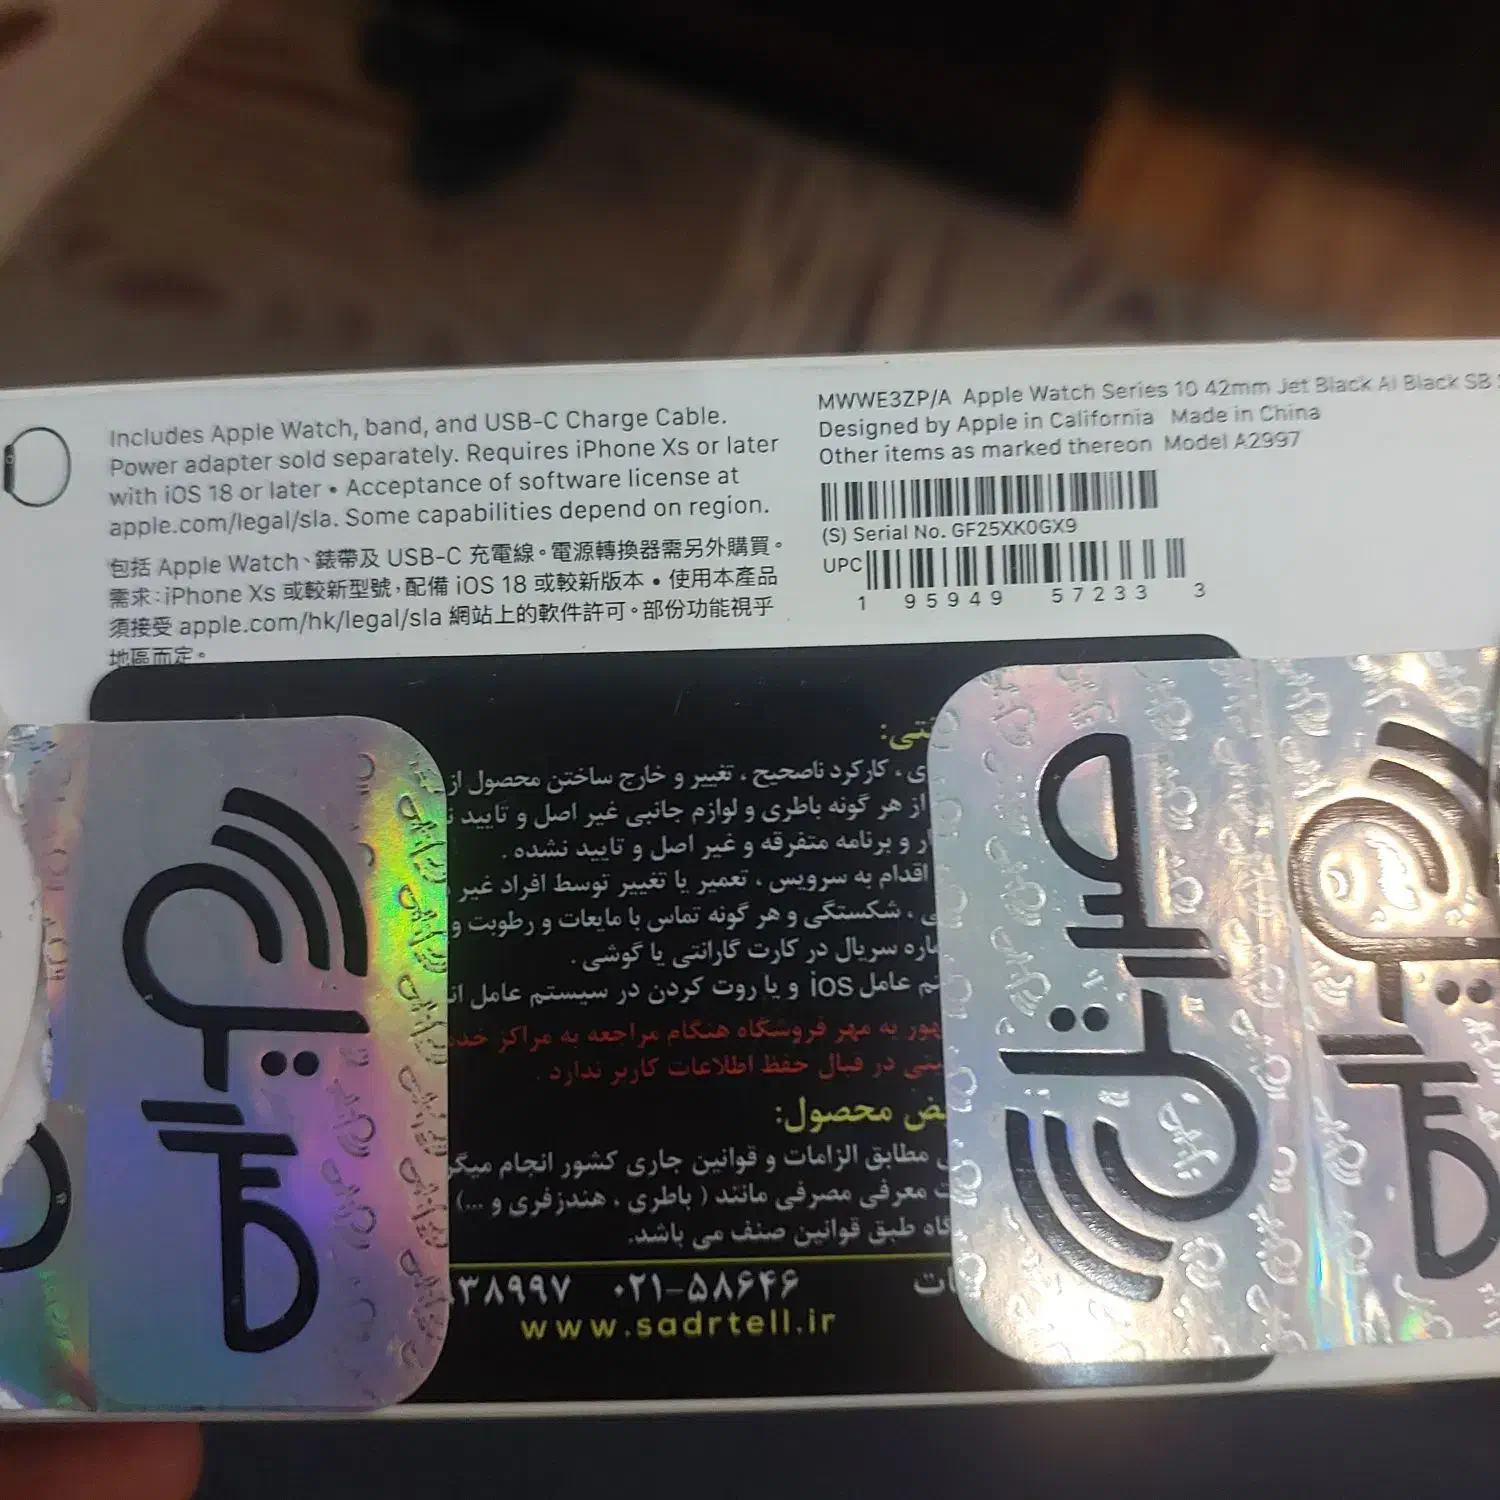 Includes Apple Watch, band, and USB-C Charge Cable.
Power adapter sold separately. Requires iPhone Xs or later
with iOS 18 or later • Acceptance of software license at
apple.com/legal/sla. Some capabilities depend on region.
包括 Apple Watch、錶帶及 USB-C 充電線。電源轉換器需另外購買。
需求：iPhone Xs 或較新型號，配備 iOS 18 或較新版本 • 使用本產品
須接受 apple.com/hk/legal/sla 網站上的軟件許可。部份功能視乎
地區而定。
MWWE3ZP/A Apple Watch Series 10 42mm Jet Black Al Black SB
Designed by Apple in California Made in China
Other items as marked thereon Model A2997
(S) Serial No. GF25XK0GX9
UPC
1 95949 57233 3
، کارکرد ناصحیح ، تغییر و خارج ساختن محصول از
از هر گونه باطری و لوازم جانبی غیر اصل و تایید
و برنامه متفرقه و غیر اصل و تایید نشده .
اقدام به سرویس ، تعمیر یا تغییر توسط افراد غیر
، شکستگی و هر گونه تماس با مایعات و رطوبت و
سریال در کارت گارانتی یا گوشی .
عامل iOS و یا روت کردن در سیستم عامل
به مهر فروشگاه هنگام مراجعه به مراکز
در قبال حفظ اطلاعات کاربر ندارد .
محصول:
مطابق الزامات و قوانین جاری کشور انجام
معرفی مصرفی مانند ( باطری ، هندزفری و ...)
طبق قوانین صنف می باشد.
۳۸۹۹۷ ۰۲۱-۵۸۶۴۶
www.sadrtell.ir